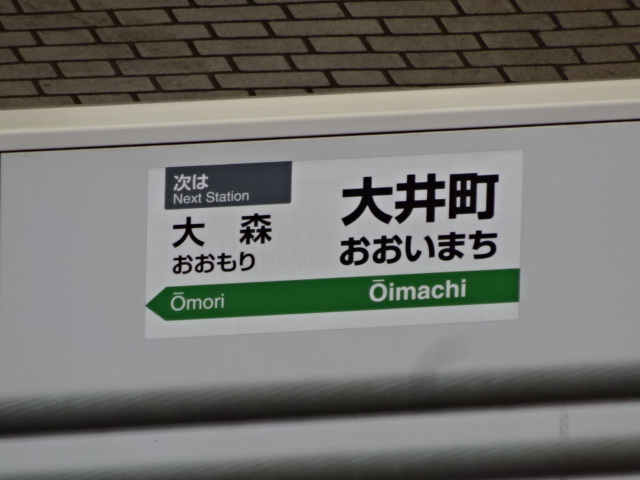 次は
Next Station
大森
おおもり
Ōmori
大井町
おおいまち
Ōimachi